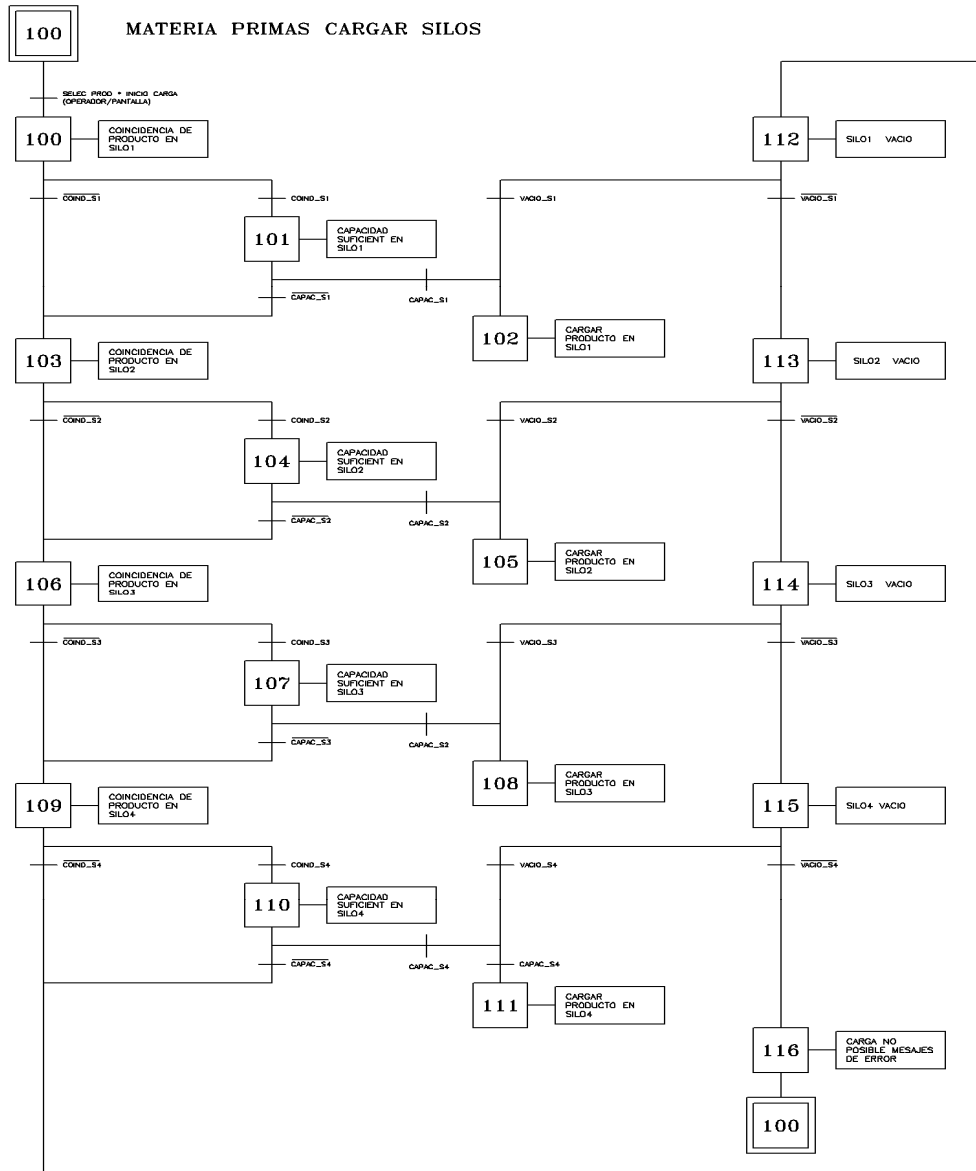 100
MATERIA PRIMAS CARGAR SILOS
SELEC PROD * INICIO CARGA
(OPERADOR/PANTALLA)
100
COINCIDENCIA DE
PRODUCTO EN
SILO1
112
SILO1 VACIO
COIND_S1
COIND_S1
VACIO_S1
VACIO_S1
101
CAPACIDAD
SUFICIENT EN
SILO1
CAPAC_S1
CAPAC_S1
102
CARGAR
PRODUCTO EN
SILO1
103
COINCIDENCIA DE
PRODUCTO EN
SILO2
113
SILO2 VACIO
COIND_S2
COIND_S2
VACIO_S2
VACIO_S2
104
CAPACIDAD
SUFICIENT EN
SILO2
CAPAC_S2
CAPAC_S2
105
CARGAR
PRODUCTO EN
SILO2
106
COINCIDENCIA DE
PRODUCTO EN
SILO3
114
SILO3 VACIO
COIND_S3
COIND_S3
VACIO_S3
VACIO_S3
107
CAPACIDAD
SUFICIENT EN
SILO3
CAPAC_S3
CAPAC_S2
108
CARGAR
PRODUCTO EN
SILO3
109
COINCIDENCIA DE
PRODUCTO EN
SILO4
115
SILO4 VACIO
COIND_S4
COIND_S4
VACIO_S4
VACIO_S4
110
CAPACIDAD
SUFICIENT EN
SILO4
CAPAC_S4
CAPAC_S4
CAPAC_S4
111
CARGAR
PRODUCTO EN
SILO4
116
CARGA NO
POSIBLE MESAJES
DE ERROR
100